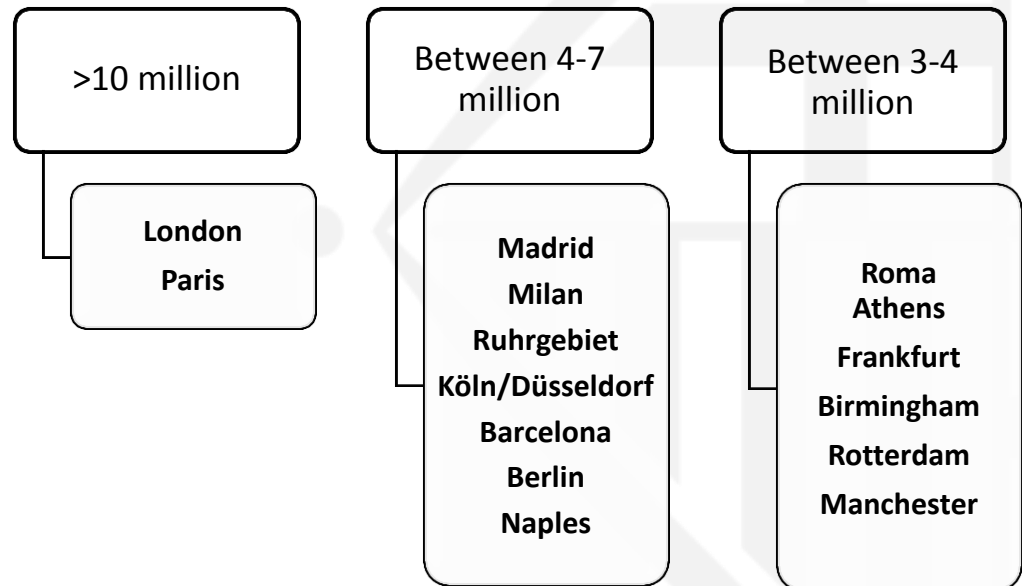 >10 million
London
Paris
Between 4-7
million
Madrid
Milan
Ruhrgebiet
Köln/Düsseldorf
Barcelona
Berlin
Naples
Between 3-4
million
Roma
Athens
Frankfurt
Birmingham
Rotterdam
Manchester